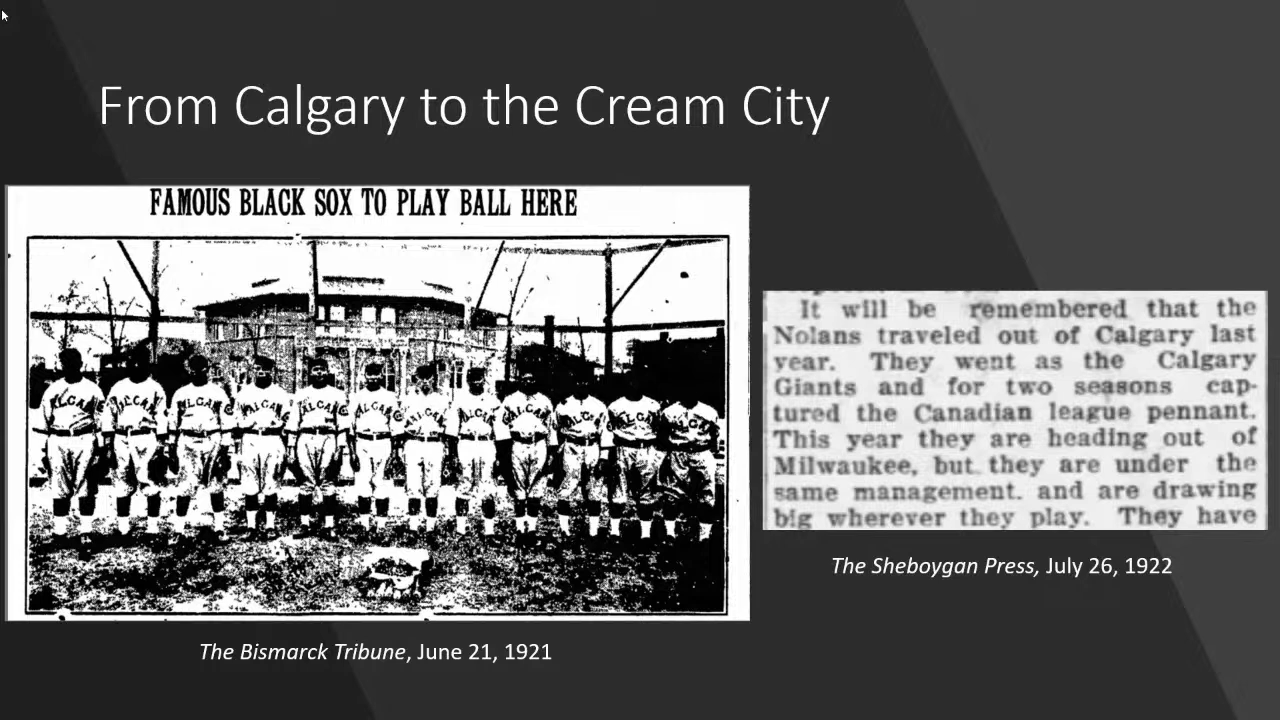 From Calgary to the Cream City
FAMOUS BLACK SOX TO PLAY BALL HERE
It will be remembered that the
Nolans traveled out of Calgary last
year. They went as the Calgary
Giants and for two seasons cap-
tured the Canadian league pennant.
This year they are heading out of
Milwaukee, but they are under the
same management. and are drawing
big wherever they play. They have
The Sheboygan Press, July 26, 1922
The Bismarck Tribune, June 21, 1921